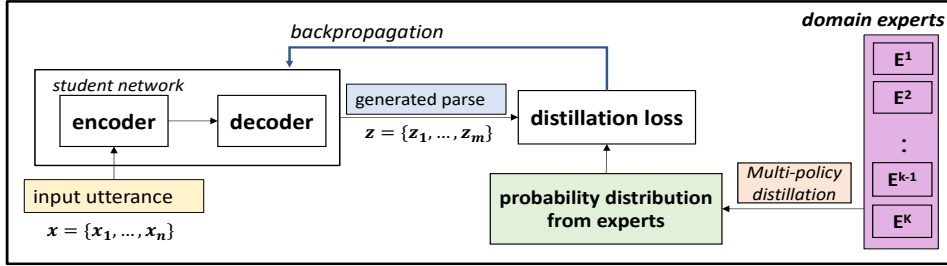 domain experts
backpropagation
E¹
student network
E²
encoder
decoder
generated parse
distillation loss
z = {z₁, … , zₘ}
:
input utterance
x = {x₁, … , xₙ}
probability distribution
from experts
Multi-policy
distillation
Eᵏ⁻¹
Eᴷ